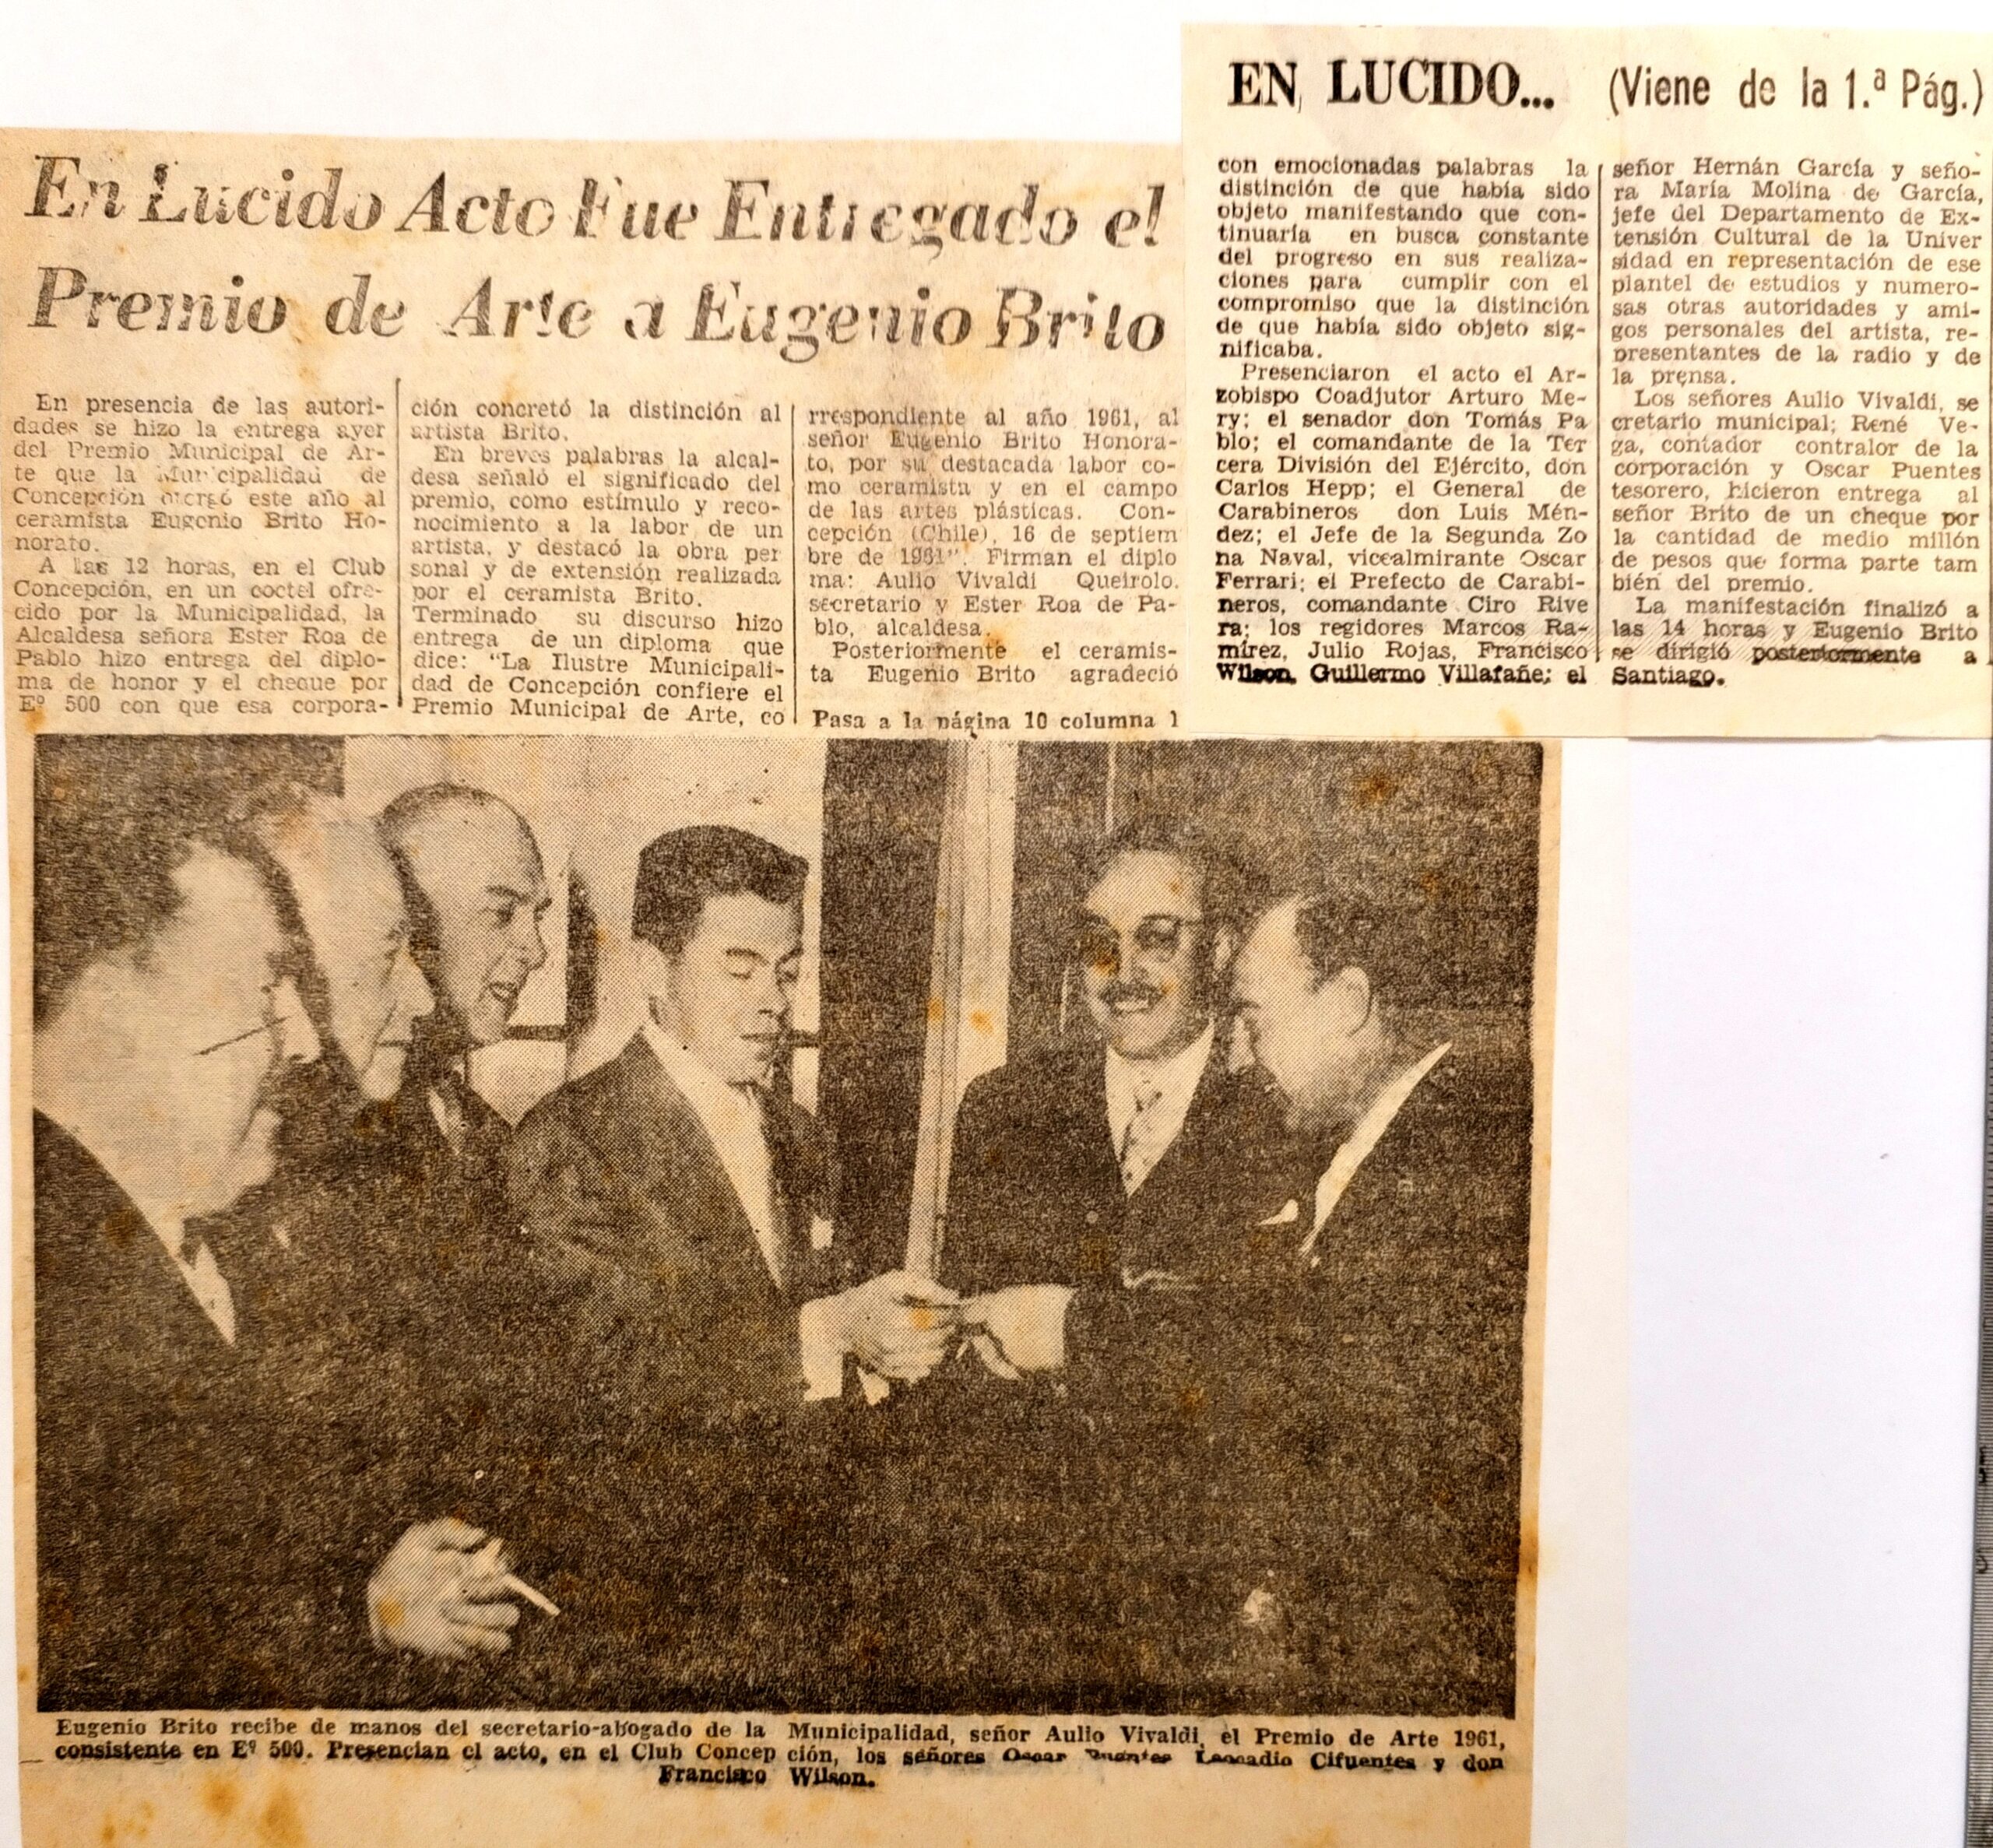 En Lucido Acto Fue Entregado el
Premio de Arte a Eugenio Brito
En presencia de las autori-
dades se hizo la entrega ayer
del Premio Municipal de Ar-
te que la Municipalidad de
Concepción otorgó este año al
ceramista Eugenio Brito Ho-
norato.
A las 12 horas, en el Club
Concepción, en un coctel ofre-
cido por la Municipalidad, la
Alcaldesa señora Ester Roa de
Pablo hizo entrega del diplo-
ma de honor y el cheque por
Eº 500 con que esa corpora-
ción concretó la distinción al
artista Brito.
En breves palabras la alcal-
desa señaló el significado del
premio, como estímulo y reco-
nocimiento a la labor de un
artista, y destacó la obra per
sonal y de extensión realizada
por el ceramista Brito.
Terminado su discurso hizo
entrega de un diploma que
dice: "La Ilustre Municipali-
dad de Concepción confiere el
Premio Municipal de Arte, co
rrespondiente al año 1961, al
señor Eugenio Brito Honora-
to, por su destacada labor co-
mo ceramista y en el campo
de las artes plásticas. Con-
cepción (Chile), 16 de septiem
bre de 1961". Firman el diplo
ma: Aulio Vivaldi Queirolo.
secretario y Ester Roa de Pa-
blo, alcaldesa.
Posteriormente el ceramis-
ta Eugenio Brito agradeció
Pasa a la página 10 columna 1
EN LUCIDO... (Viene de la 1.ª Pág.)
con emocionadas palabras la
distinción de que había sido
objeto manifestando que con-
tinuaría en busca constante
del progreso en sus realiza-
ciones para cumplir con el
compromiso que la distinción
de que había sido objeto sig-
nificaba.
Presenciaron el acto el Ar-
zobispo Coadjutor Arturo Me-
ry; el senador don Tomás Pa
blo; el comandante de la Ter
cera División del Ejército, don
Carlos Hepp; el General de
Carabineros don Luis Mén-
dez; el Jefe de la Segunda Zo
na Naval, vicealmirante Oscar
Ferrari; el Prefecto de Carabi-
neros, comandante Ciro Rive
ra; los regidores Marcos Ra-
mírez, Julio Rojas, Francisco
Wilson, Guillermo Villafañe; el
señor Hernán García y seño-
ra María Molina de García,
jefe del Departamento de Ex-
tensión Cultural de la Univer
sidad en representación de ese
plantel de estudios y numero-
sas otras autoridades y ami-
gos personales del artista, re-
presentantes de la radio y de
la prensa.
Los señores Aulio Vivaldi, se
cretario municipal; René Ve-
ga, contador contralor de la
corporación y Oscar Puentes
tesorero, hicieron entrega al
señor Brito de un cheque por
la cantidad de medio millón
de pesos que forma parte tam
bién del premio.
La manifestación finalizó a
las 14 horas y Eugenio Brito
se dirigió posteriormente a
Santiago.
Eugenio Brito recibe de manos del secretario-abogado de la Municipalidad, señor Aulio Vivaldi, el Premio de Arte 1961,
consistente en Eº 500. Presencian el acto, en el Club Concepción, los señores Oscar Puentes Leocadio Cifuentes y don
Francisco Wilson.